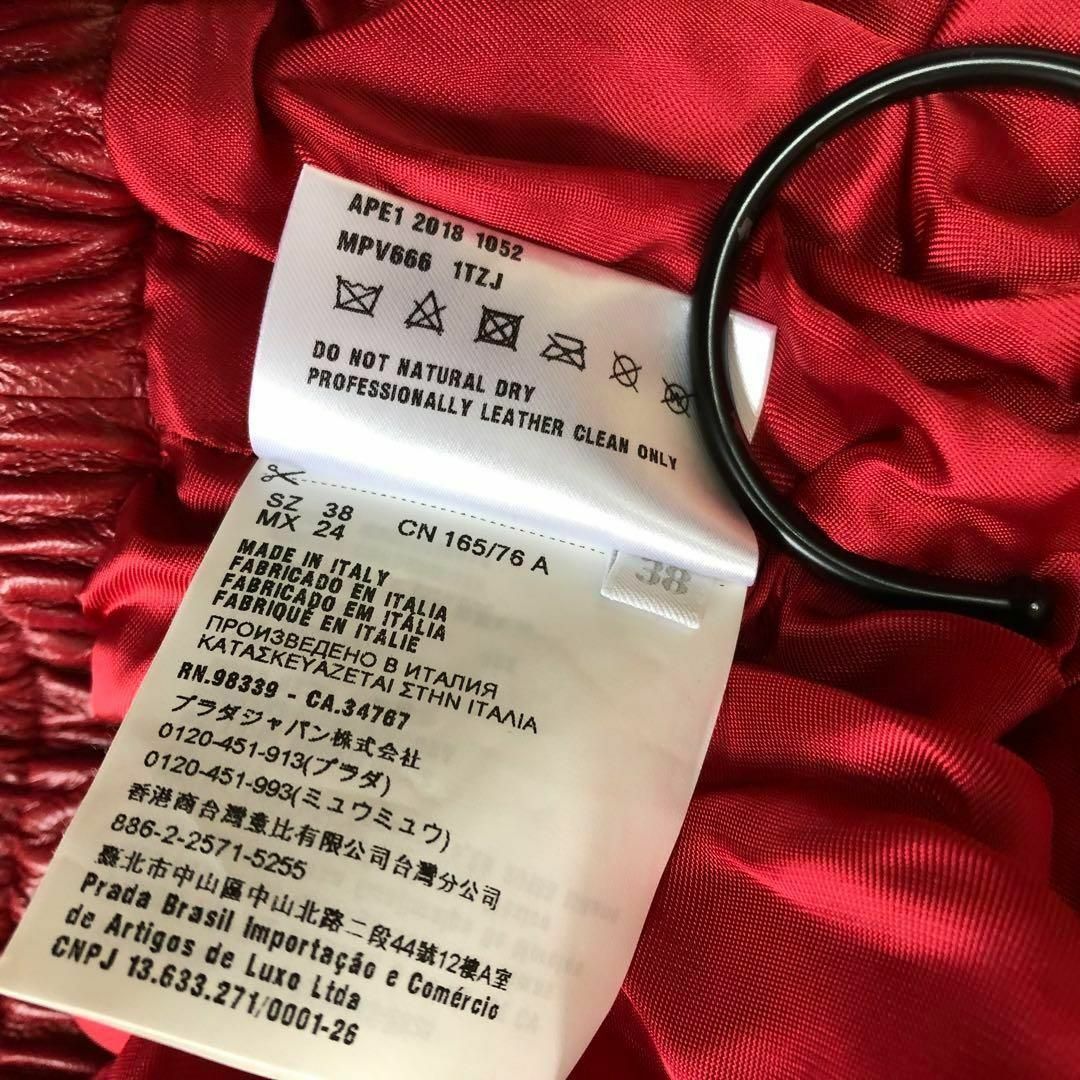 APE1 2018 1052
MPV666 1TZJ
DO NOT NATURAL DRY
PROFESSIONALLY LEATHER CLEAN ONLY
SZ 38 CN 165/76 A
MX 24
38
MADE IN ITALY
FABRICADO EN ITALIA
FABRICADO EM ITÁLIA
FABRIQUÉ EN ITALIE
ПРОИЗВЕДЕНО В ИТАЛИЯ
ΚΑΤΑΣΚΕΥΑΖΕΤΑΙ ΣΤΗΝ ΙΤΑΛΙΑ
RN.98339 - CA.34767
プラダジャパン株式会社
0120-451-913(プラダ)
0120-451-993(ミュウミュウ)
香港商台灣意比有限公司台灣分公司
886-2-2571-5255
臺北市中山區中山北路二段44號12樓A室
Prada Brasil Importação e Comércio
de Artigos de Luxo Ltda
CNPJ 13.633.271/0001-26